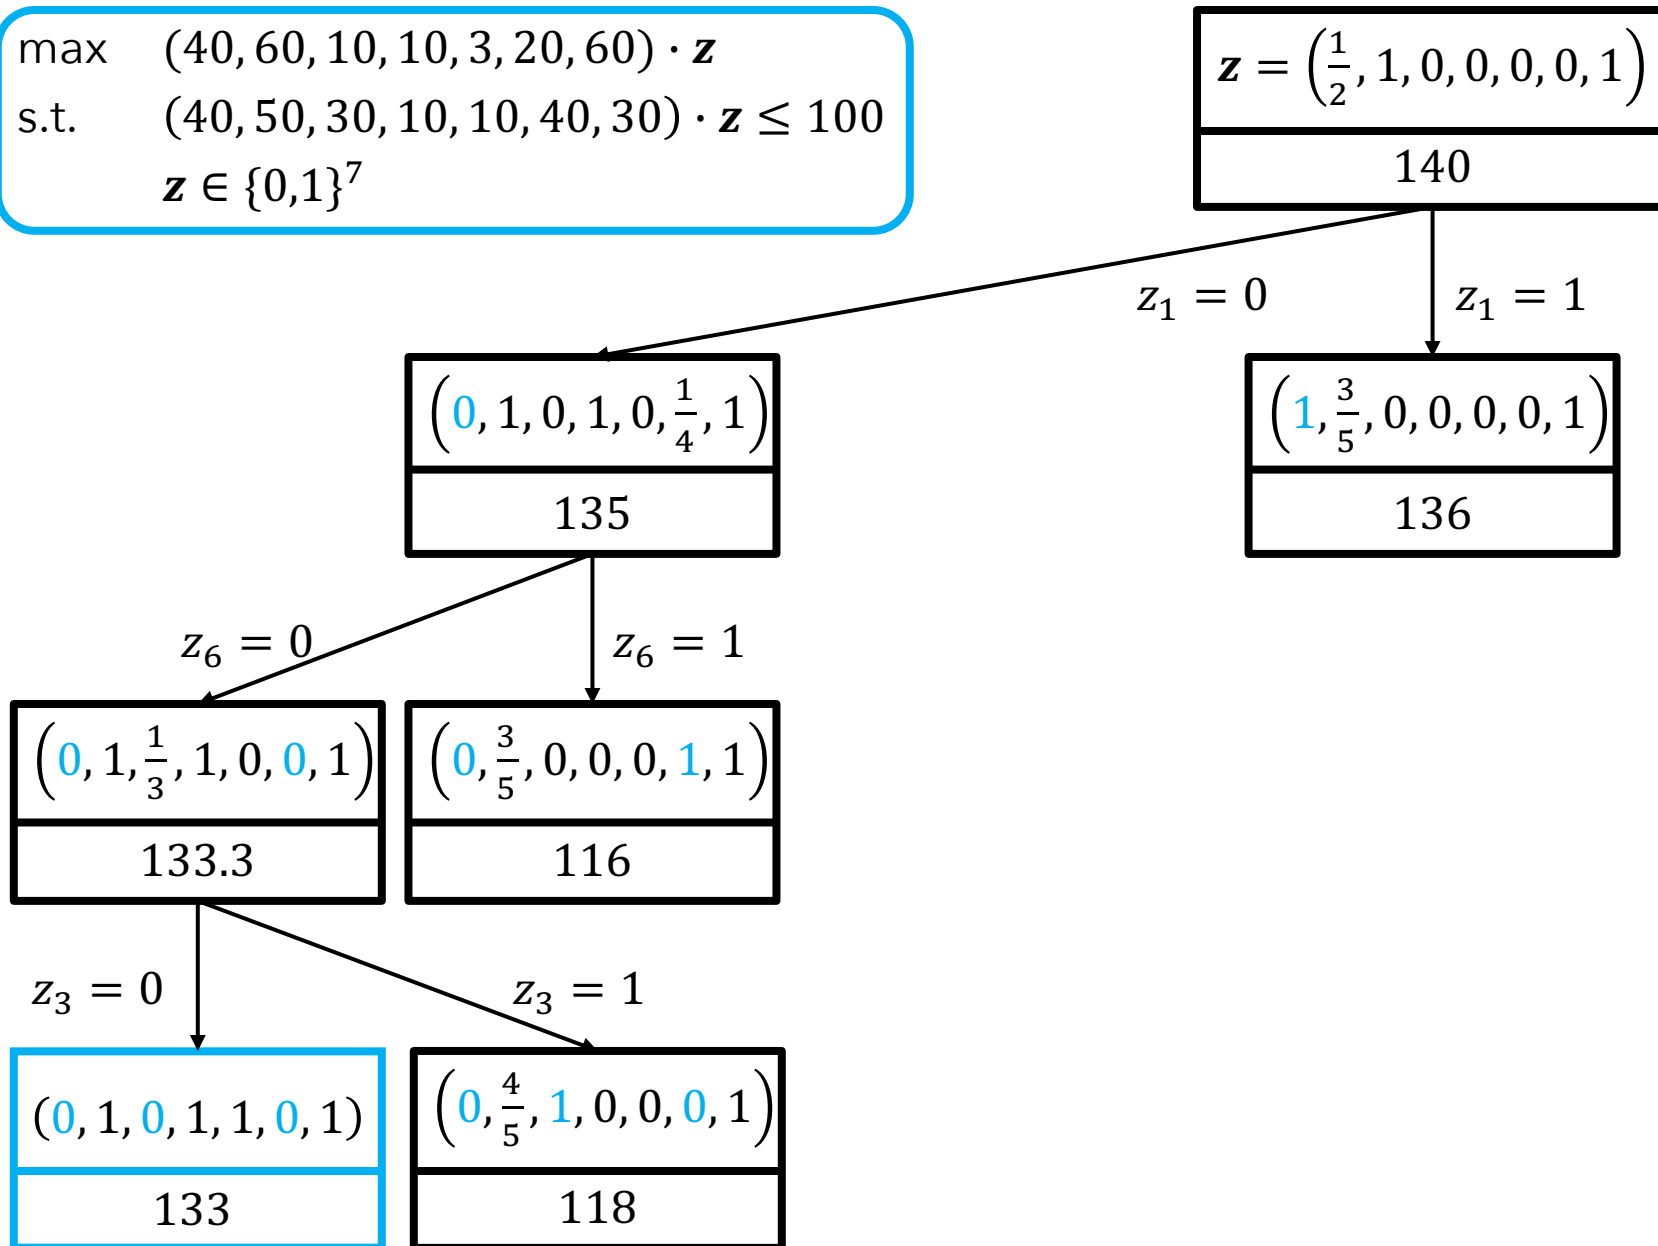 max (40, 60, 10, 10, 3, 20, 60) · z
s.t. (40, 50, 30, 10, 10, 40, 30) · z ≤ 100
z ∈ {0,1}⁷
z = (1/2, 1, 0, 0, 0, 0, 1)
140
z₁ = 0
z₁ = 1
(0, 1, 0, 1, 0, 1/4, 1)
135
(1, 3/5, 0, 0, 0, 0, 1)
136
z₆ = 0
z₆ = 1
(0, 1, 1/3, 1, 0, 0, 1)
133.3
(0, 3/5, 0, 0, 0, 1, 1)
116
z₃ = 0
z₃ = 1
(0, 1, 0, 1, 1, 0, 1)
133
(0, 4/5, 1, 0, 0, 0, 1)
118